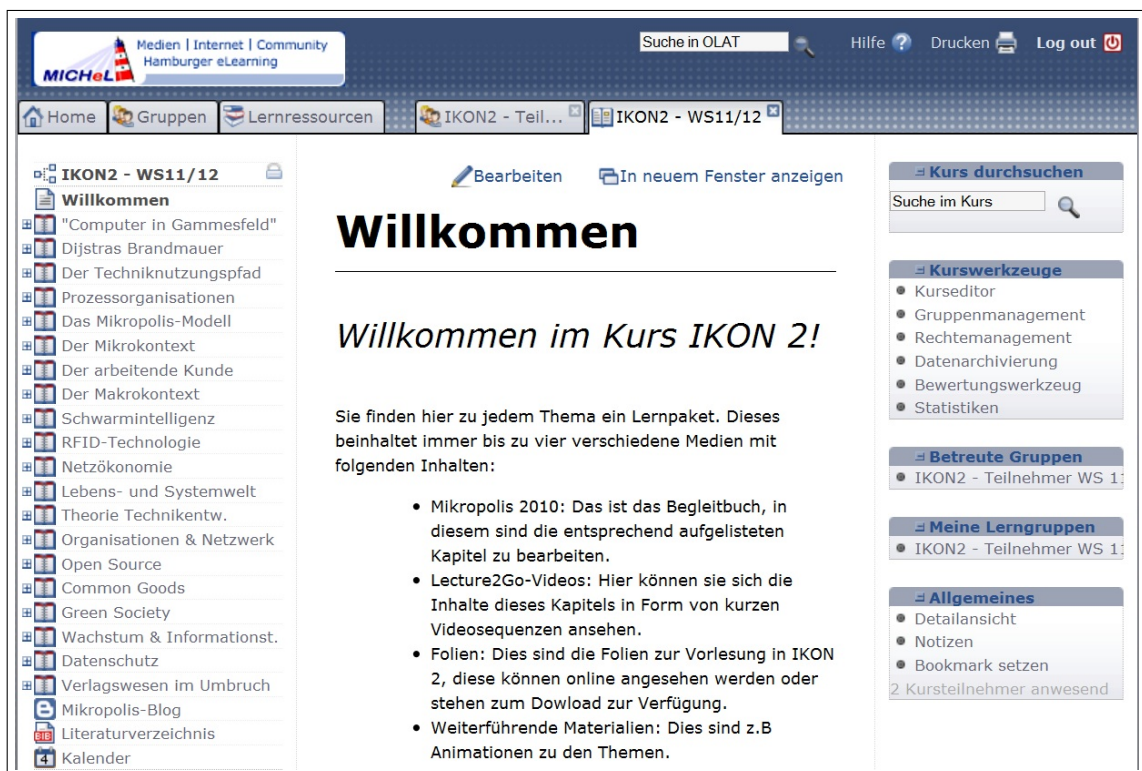 Medien | Internet | Community
Hamburger eLearning
MICHeL
Suche in OLAT
Hilfe ?
Drucken
Log out
Home
Gruppen
Lernressourcen
IKON2 - Teil...
IKON2 - WS11/12
IKON2 - WS11/12
Willkommen
"Computer in Gammesfeld"
Dijstras Brandmauer
Der Techniknutzungspfad
Prozessorganisationen
Das Mikropolis-Modell
Der Mikrokontext
Der arbeitende Kunde
Der Makrokontext
Schwarmintelligenz
RFID-Technologie
Netzökonomie
Lebens- und Systemwelt
Theorie Technikentw.
Organisationen & Netzwerk
Open Source
Common Goods
Green Society
Wachstum & Informationst.
Datenschutz
Verlagswesen im Umbruch
Mikropolis-Blog
Literaturverzeichnis
4 Kalender
Bearbeiten
In neuem Fenster anzeigen
Willkommen
Willkommen im Kurs IKON 2!
Sie finden hier zu jedem Thema ein Lernpaket. Dieses
beinhaltet immer bis zu vier verschiedene Medien mit
folgenden Inhalten:
• Mikropolis 2010: Das ist das Begleitbuch, in
diesem sind die entsprechend aufgelisteten
Kapitel zu bearbeiten.
• Lecture2Go-Videos: Hier können sie sich die
Inhalte dieses Kapitels in Form von kurzen
Videosequenzen ansehen.
• Folien: Dies sind die Folien zur Vorlesung in IKON
2, diese können online angesehen werden oder
stehen zum Dowload zur Verfügung.
• Weiterführende Materialien: Dies sind z.B
Animationen zu den Themen.
Kurs durchsuchen
Suche im Kurs
Kurswerkzeuge
Kurseditor
Gruppenmanagement
Rechtemanagement
Datenarchivierung
Bewertungswerkzeug
Statistiken
Betreute Gruppen
IKON2 - Teilnehmer WS 11
Meine Lerngruppen
IKON2 - Teilnehmer WS 11
Allgemeines
Detailansicht
Notizen
Bookmark setzen
2 Kursteilnehmer anwesend